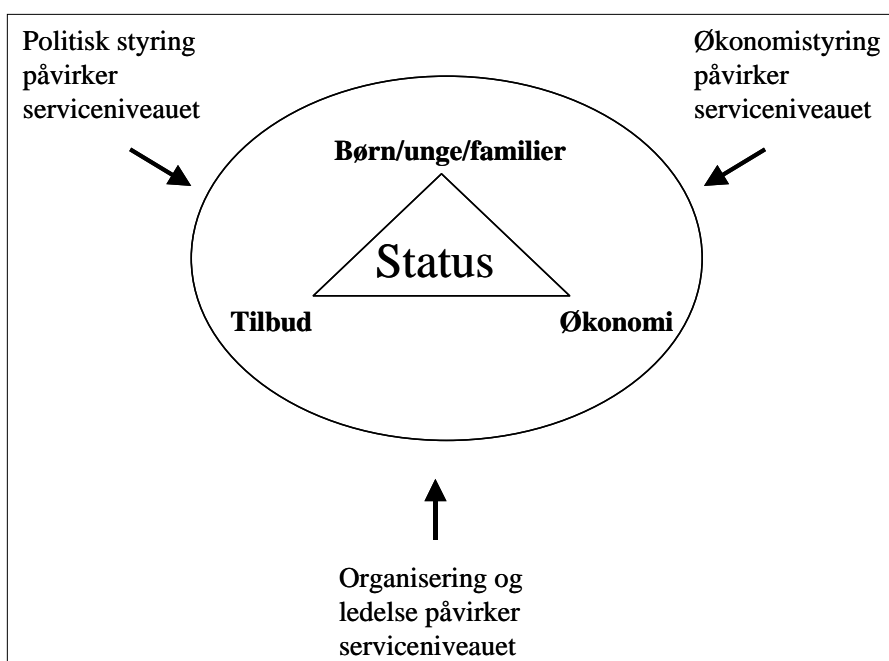 Politisk styring
påvirker
serviceniveauet
Økonomistyring
påvirker
serviceniveauet
Børn/unge/familier
Status
Tilbud
Økonomi
Organisering og
ledelse påvirker
serviceniveauet